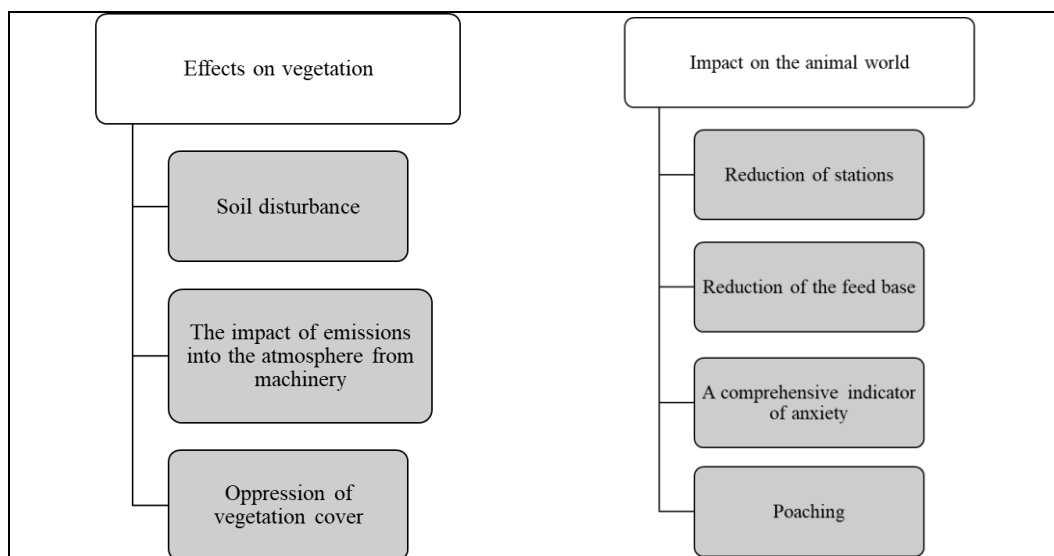 Effects on vegetation
Soil disturbance
The impact of emissions
into the atmosphere from
machinery
Oppression of
vegetation cover
Impact on the animal world
Reduction of stations
Reduction of the feed base
A comprehensive indicator
of anxiety
Poaching